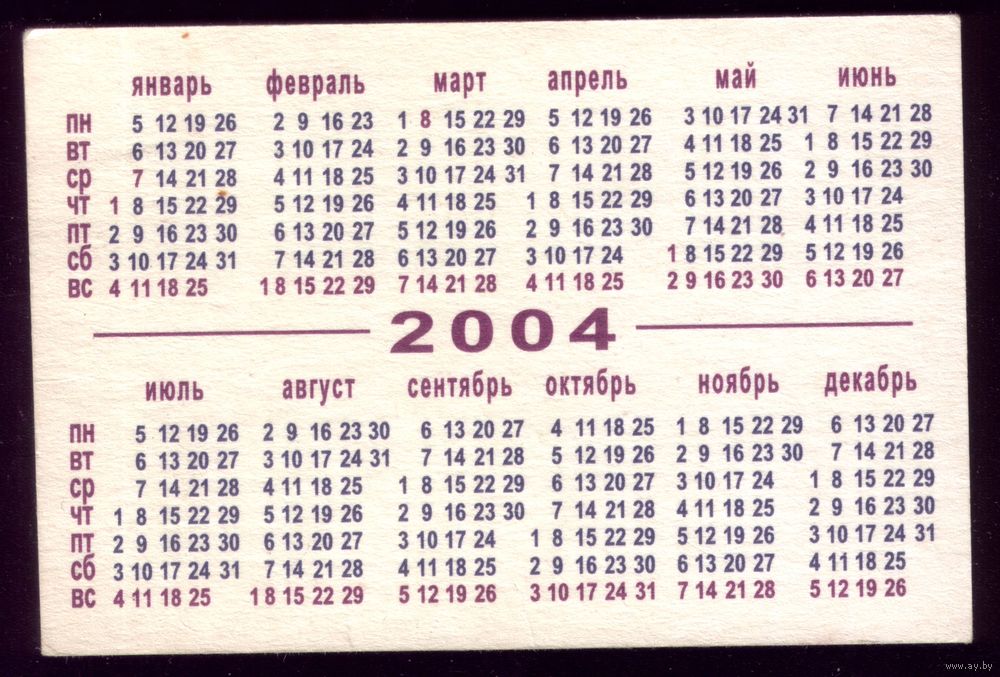 январь февраль март апрель май июнь
ПН 5 12 19 26 2 9 16 23 1 8 15 22 29 5 12 19 26 3 10 17 24 31 7 14 21 28
ВТ 6 13 20 27 3 10 17 24 2 9 16 23 30 6 13 20 27 4 11 18 25 1 8 15 22 29
СР 7 14 21 28 4 11 18 25 3 10 17 24 31 7 14 21 28 5 12 19 26 2 9 16 23 30
ЧТ 1 8 15 22 29 5 12 19 26 4 11 18 25 1 8 15 22 29 6 13 20 27 3 10 17 24
ПТ 2 9 16 23 30 6 13 20 27 5 12 19 26 2 9 16 23 30 7 14 21 28 4 11 18 25
СБ 3 10 17 24 31 7 14 21 28 6 13 20 27 3 10 17 24 1 8 15 22 29 5 12 19 26
ВС 4 11 18 25 1 8 15 22 29 7 14 21 28 4 11 18 25 2 9 16 23 30 6 13 20 27
2004
июль август сентябрь октябрь ноябрь декабрь
ПН 5 12 19 26 2 9 16 23 30 6 13 20 27 4 11 18 25 1 8 15 22 29 6 13 20 27
ВТ 6 13 20 27 3 10 17 24 31 7 14 21 28 5 12 19 26 2 9 16 23 30 7 14 21 28
СР 7 14 21 28 4 11 18 25 1 8 15 22 29 6 13 20 27 3 10 17 24 1 8 15 22 29
ЧТ 1 8 15 22 29 5 12 19 26 2 9 16 23 30 7 14 21 28 4 11 18 25 2 9 16 23 30
ПТ 2 9 16 23 30 6 13 20 27 3 10 17 24 1 8 15 22 29 5 12 19 26 3 10 17 24 31
СБ 3 10 17 24 31 7 14 21 28 4 11 18 25 2 9 16 23 30 6 13 20 27 4 11 18 25
ВС 4 11 18 25 1 8 15 22 29 5 12 19 26 3 10 17 24 31 7 14 21 28 5 12 19 26
www.ay.by